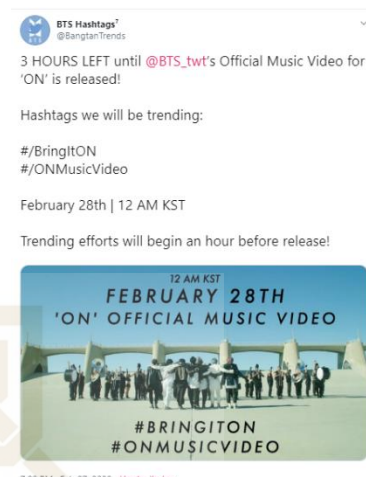 BTS Hashtags⁷
@BangtanTrends
3 HOURS LEFT until @BTS_twt's Official Music Video for
'ON' is released!
Hashtags we will be trending:
#/BringItON
#/ONMusicVideo
February 28th | 12 AM KST
Trending efforts will begin an hour before release!
12 AM KST
FEBRUARY 28TH
'ON' OFFICIAL MUSIC VIDEO
#BRINGITON
#ONMUSICVIDEO